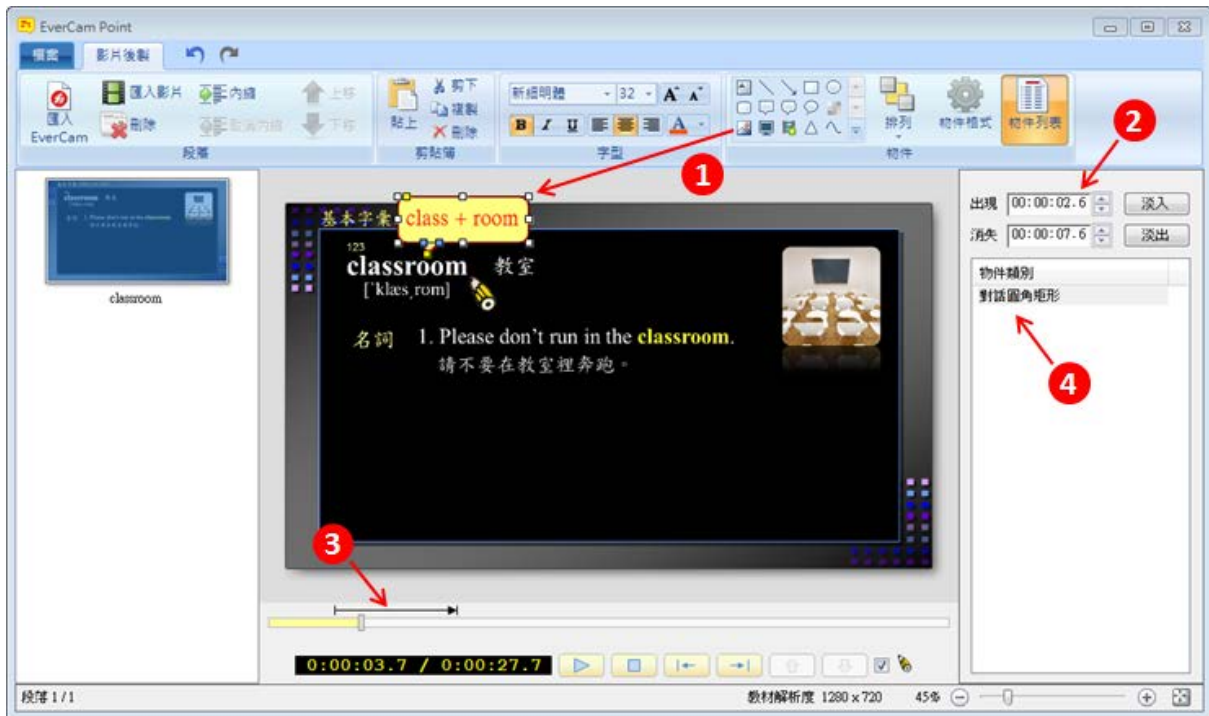 EverCam Point
檔案 影片後製
匯入 EverCam
匯入影片 內縮 上移
刪除 取消內縮 下移
段落
貼上
剪下
複製
刪除
剪貼簿
新細明體 32 A A
B I U A
字型
排列 物件格式 物件列表
物件
1
2
classroom
基本字彙 class + room
123
classroom 教室
[ˋklæs͵rom]
名詞 1. Please don't run in the classroom.
請不要在教室裡奔跑。
出現 00:00:02.6 淡入
消失 00:00:07.6 淡出
物件類別
對話圓角矩形
4
3
0:00:03.7 / 0:00:27.7
段落 1 / 1 教材解析度 1280 x 720 45%